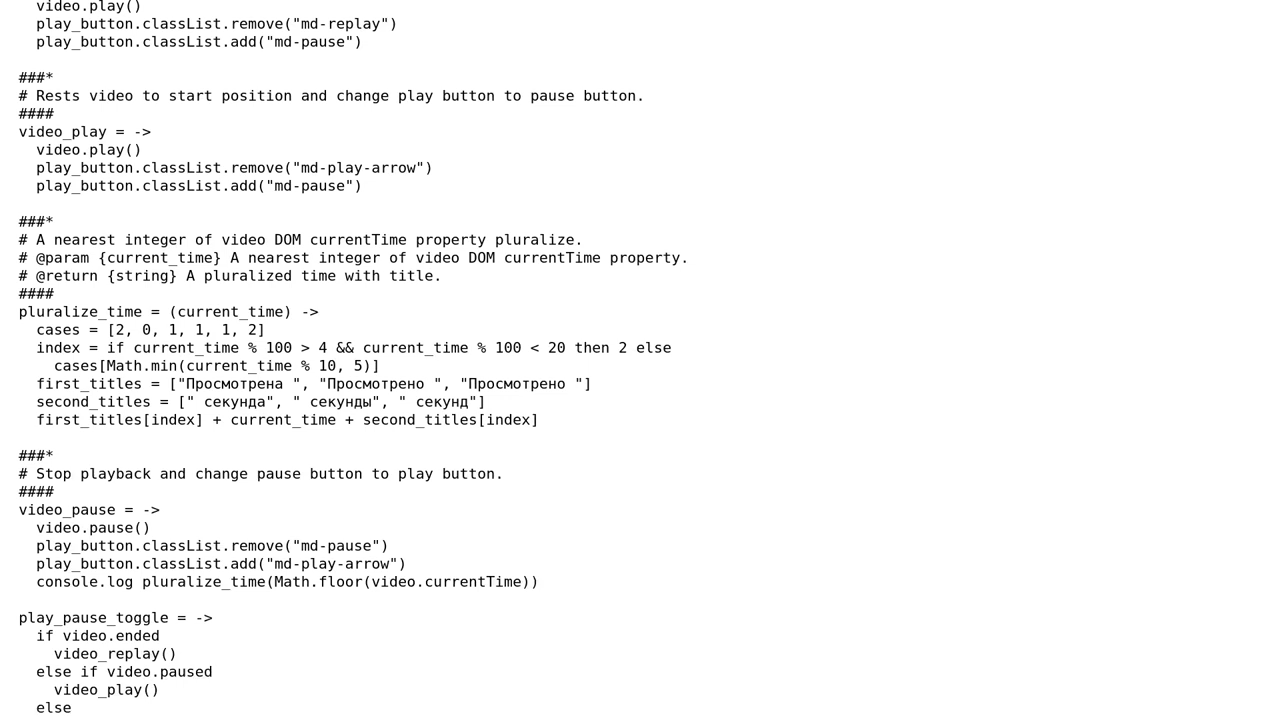 video.play()
play_button.classList.remove("md-replay")
play_button.classList.add("md-pause")
###*
# Rests video to start position and change play button to pause button.
####
video_play = ->
video.play()
play_button.classList.remove("md-play-arrow")
play_button.classList.add("md-pause")
###*
# A nearest integer of video DOM currentTime property pluralize.
# @param {current_time} A nearest integer of video DOM currentTime property.
# @return {string} A pluralized time with title.
####
pluralize_time = (current_time) ->
cases = [2, 0, 1, 1, 1, 2]
index = if current_time % 100 > 4 && current_time % 100 < 20 then 2 else
cases[Math.min(current_time % 10, 5)]
first_titles = ["Просмотрена ", "Просмотрено ", "Просмотрено "]
second_titles = [" секунда", " секунды", " секунд"]
first_titles[index] + current_time + second_titles[index]
###*
# Stop playback and change pause button to play button.
####
video_pause = ->
video.pause()
play_button.classList.remove("md-pause")
play_button.classList.add("md-play-arrow")
console.log pluralize_time(Math.floor(video.currentTime))
play_pause_toggle = ->
if video.ended
video_replay()
else if video.paused
video_play()
else